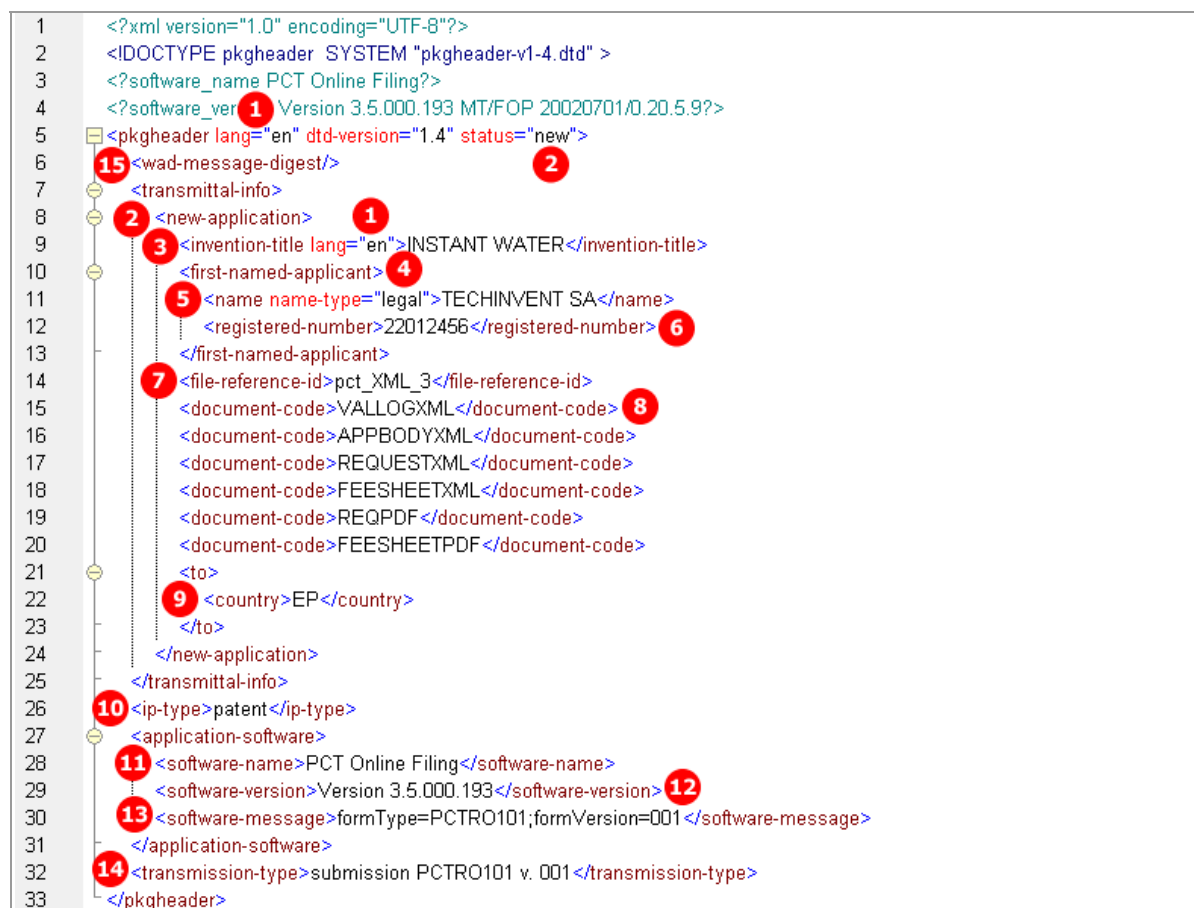 1 <?xml version="1.0" encoding="UTF-8"?>
2 <!DOCTYPE pkgheader SYSTEM "pkgheader-v1-4.dtd" >
3 <?software_name PCT Online Filing?>
4 <?software_ver 1 Version 3.5.000.193 MT/FOP 20020701/0.20.5.9?>
5 <pkgheader lang="en" dtd-version="1.4" status="new">
6 15 <wad-message-digest/> 2
7 <transmittal-info>
8 2 <new-application> 1
9 3 <invention-title lang="en">INSTANT WATER</invention-title>
10 <first-named-applicant> 4
11 5 <name name-type="legal">TECHINVENT SA</name>
12 <registered-number>22012456</registered-number> 6
13 </first-named-applicant>
14 7 <file-reference-id>pct_XML_3</file-reference-id>
15 <document-code>VALLOGXML</document-code> 8
16 <document-code>APPBODYXML</document-code>
17 <document-code>REQUESTXML</document-code>
18 <document-code>FEESHEETXML</document-code>
19 <document-code>REQPDF</document-code>
20 <document-code>FEESHEETPDF</document-code>
21 <to>
22 9 <country>EP</country>
23 </to>
24 </new-application>
25 </transmittal-info>
26 10 <ip-type>patent</ip-type>
27 <application-software>
28 11 <software-name>PCT Online Filing</software-name>
29 <software-version>Version 3.5.000.193</software-version> 12
30 13 <software-message>formType=PCTRO101;formVersion=001</software-message>
31 </application-software>
32 14 <transmission-type>submission PCTRO101 v. 001</transmission-type>
33 </pkgheader>